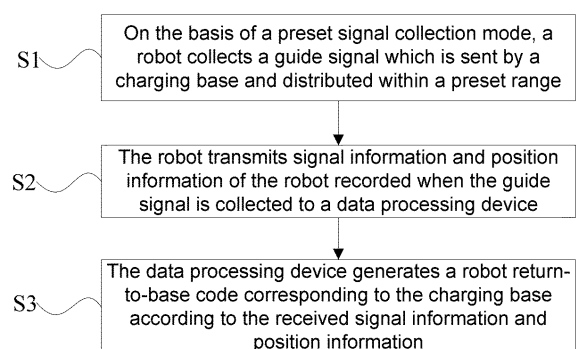 S1
On the basis of a preset signal collection mode, a
robot collects a guide signal which is sent by a
charging base and distributed within a preset range
S2
The robot transmits signal information and position
information of the robot recorded when the guide
signal is collected to a data processing device
S3
The data processing device generates a robot return-
to-base code corresponding to the charging base
according to the received signal information and
position information